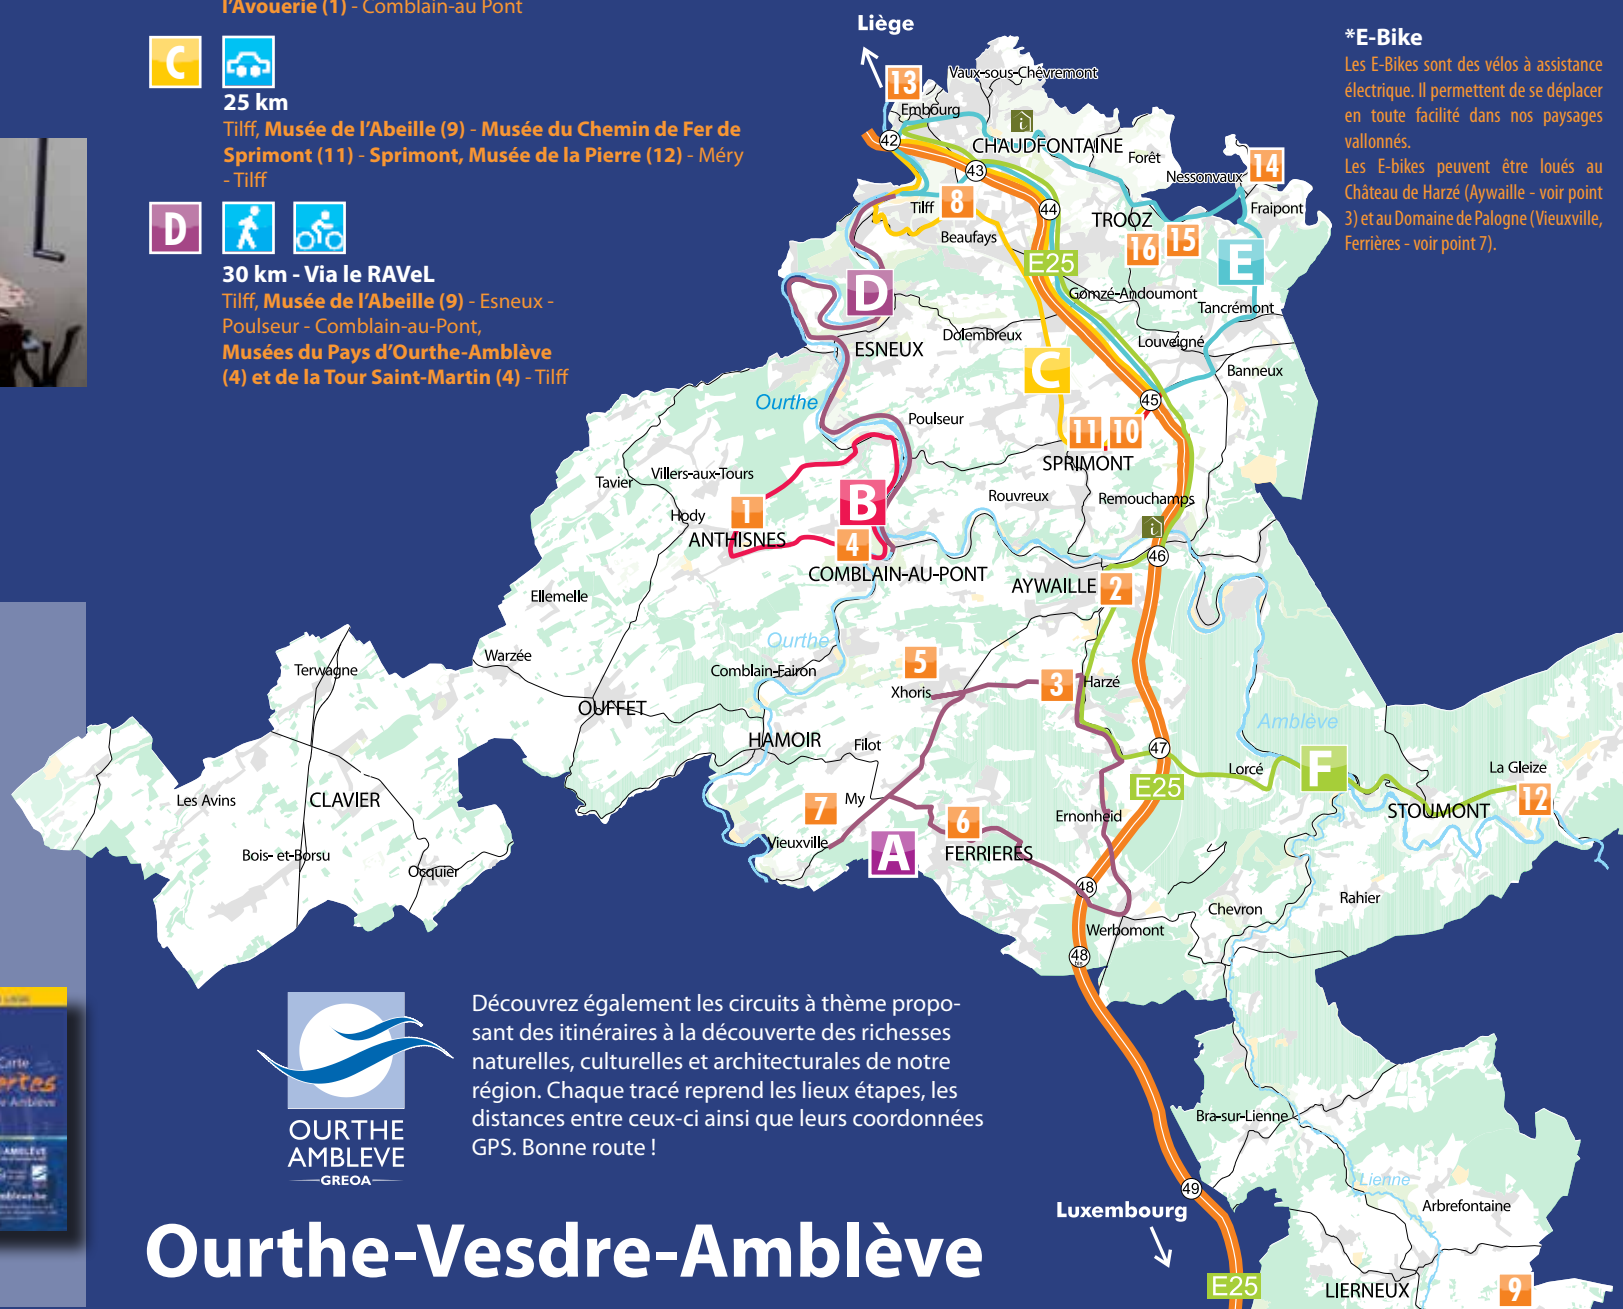 l'Avouerie (1) - Comblain-au Pont
C
25 km
Tilff, Musée de l'Abeille (9) - Musée du Chemin de Fer de
Sprimont (11) - Sprimont, Musée de la Pierre (12) - Méry
- Tilff
D
30 km - Via le RAVeL
Tilff, Musée de l'Abeille (9) - Esneux -
Poulseur - Comblain-au-Pont,
Musées du Pays d'Ourthe-Amblève
(4) et de la Tour Saint-Martin (4) - Tilff
*E-Bike
Les E-Bikes sont des vélos à assistance
électrique. Il permettent de se déplacer
en toute facilité dans nos paysages
vallonnés.
Les E-bikes peuvent être loués au
Château de Harzé (Aywaille - voir point
3) et au Domaine de Palogne (Vieuxville,
Ferrières - voir point 7).
Liège
13
Vaux-sous-Chèvremont
Embourg
i
42
CHAUDFONTAINE
43
Forêt
Nessonvaux
14
Tilff
8
44
TROOZ
Fraipont
Beaufays
16
15
E25
E
D
Gomzé-Andoumont
Tancrémont
Dolembreux
Louveigné
ESNEUX
C
Banneux
Ourthe
45
Poulseur
11
10
SPRIMONT
Villers-aux-Tours
Tavier
B
Rouvreux
Remouchamps
Hody
1
i
ANTHISNES
4
46
COMBLAIN-AU-PONT
AYWAILLE
2
Ellemelle
Ourthe
Warzée
5
Terwagne
Comblain-Fairon
3
Harzé
Xhoris
OUFFET
Amblève
HAMOIR
Filot
47
Lorcé
F
La Gleize
E25
Les Avins
CLAVIER
My
12
7
6
Ernonheid
STOUMONT
Vieuxville
A
FERRIERES
Bois-et-Borsu
Ocquier
48
Rahier
Chevron
Werbomont
48
bis
Découvrez également les circuits à thème propo-
sant des itinéraires à la découverte des richesses
naturelles, culturelles et architecturales de notre
région. Chaque tracé reprend les lieux étapes, les
distances entre ceux-ci ainsi que leurs coordonnées
GPS. Bonne route !
OURTHE
AMBLEVE
GREOA
Carte
Bra-sur-Lienne
49
Lienne
Luxembourg
Arbrefontaine
E25
LIERNEUX
9
Ourthe-Vesdre-Amblève